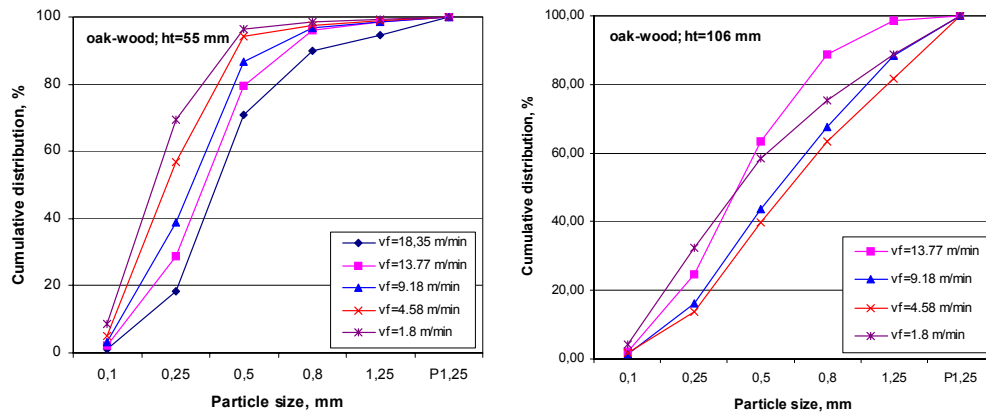 oak-wood; ht=55 mm
Cumulative distribution, %
100
80
60
40
20
0
0,1 0,25 0,5 0,8 1,25 P1,25
Particle size, mm
vf=18,35 m/min
vf=13.77 m/min
vf=9.18 m/min
vf=4.58 m/min
vf=1.8 m/min
oak-wood; ht=106 mm
Cumulative distribution, %
100,00
80,00
60,00
40,00
20,00
0,00
0,1 0,25 0,5 0,8 1,25 P1,25
Particle size, mm
vf=13.77 m/min
vf=9.18 m/min
vf=4.58 m/min
vf=1.8 m/min